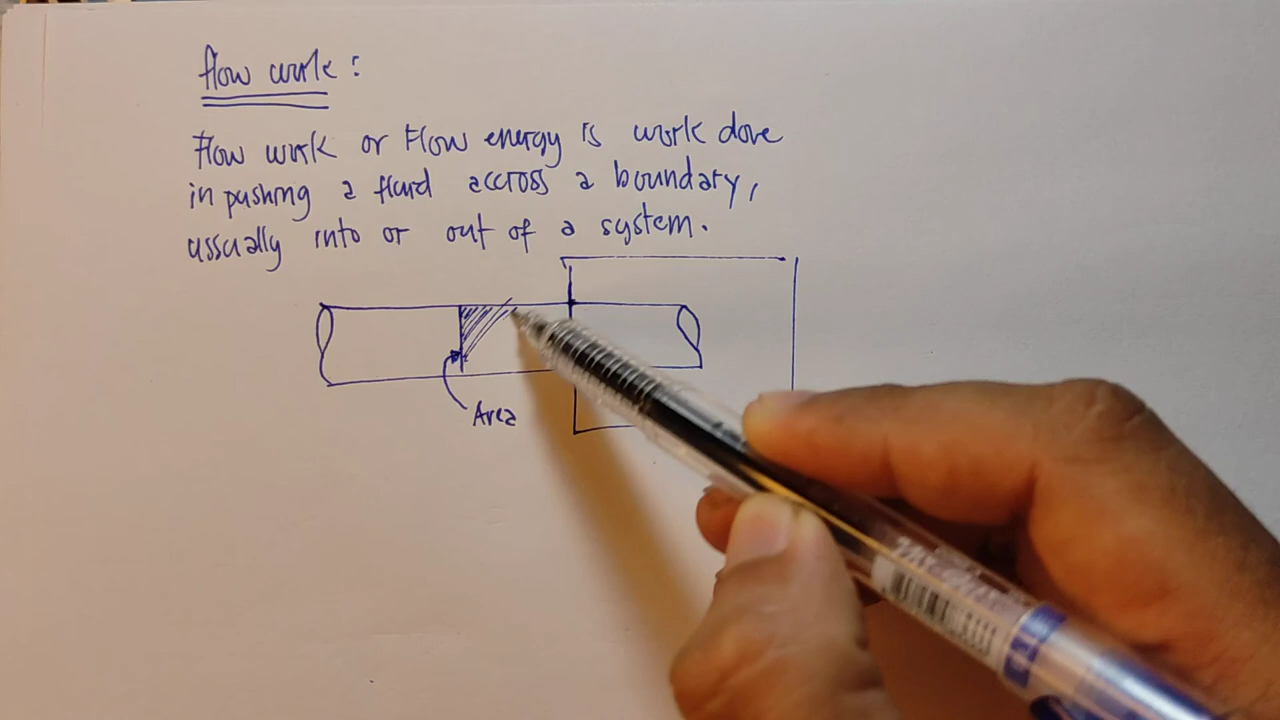 flow work:
Flow work or Flow energy is work done
in pushing a fluid accross a boundary,
ussually into or out of a system.
Area